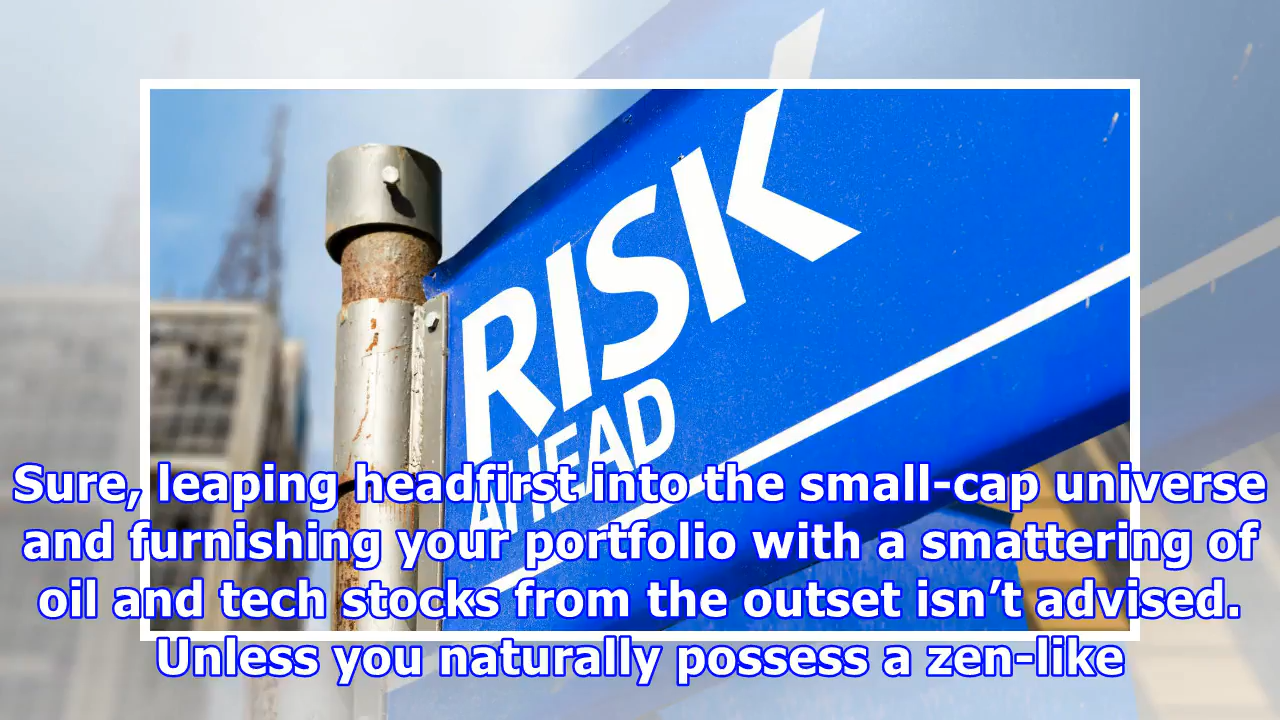 RISK
AHEAD
Sure, leaping headfirst into the small-cap universe
and furnishing your portfolio with a smattering of
oil and tech stocks from the outset isn’t advised.
Unless you naturally possess a zen-like